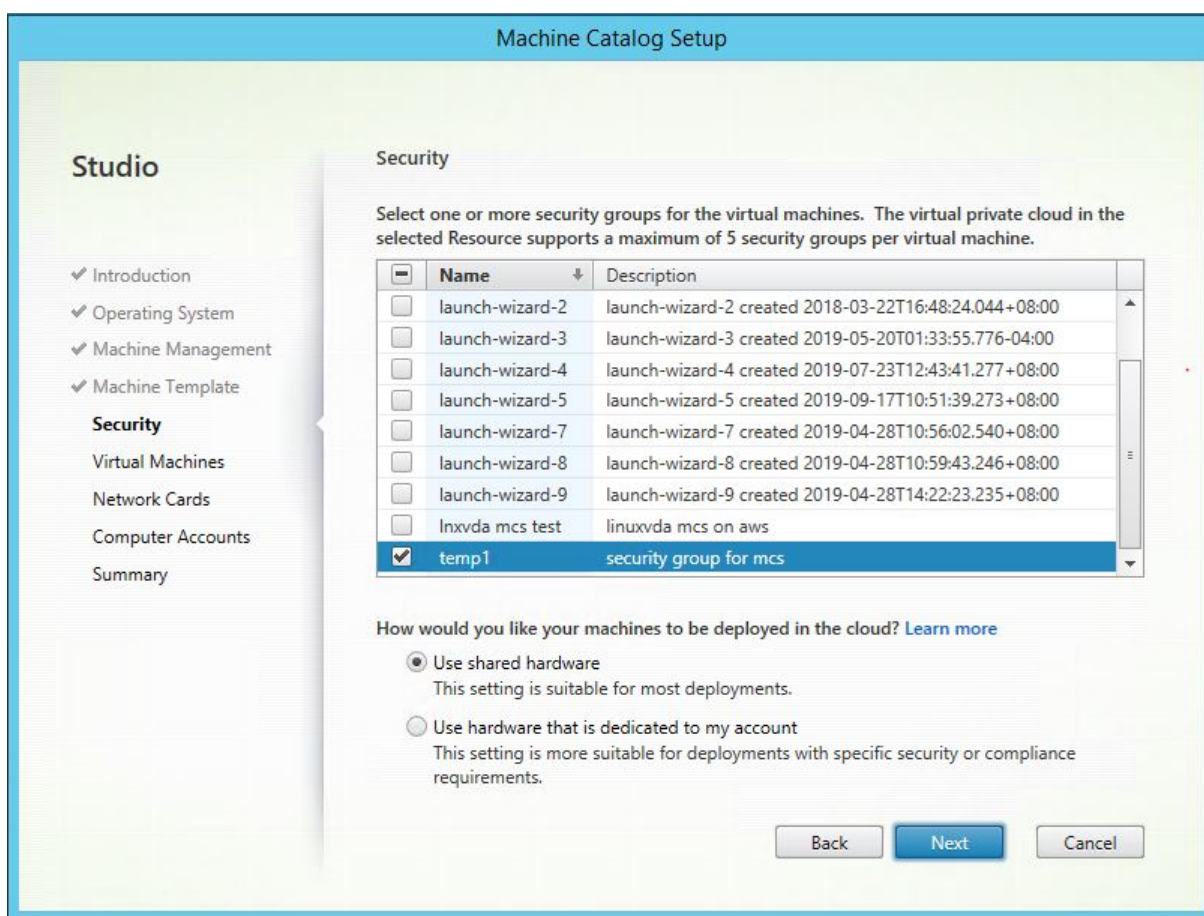 Machine Catalog Setup
Studio
Introduction
Operating System
Machine Management
Machine Template
Security
Virtual Machines
Network Cards
Computer Accounts
Summary
Security
Select one or more security groups for the virtual machines. The virtual private cloud in the
selected Resource supports a maximum of 5 security groups per virtual machine.
Name Description
launch-wizard-2 launch-wizard-2 created 2018-03-22T16:48:24.044+08:00
launch-wizard-3 launch-wizard-3 created 2019-05-20T01:33:55.776-04:00
launch-wizard-4 launch-wizard-4 created 2019-07-23T12:43:41.277+08:00
launch-wizard-5 launch-wizard-5 created 2019-09-17T10:51:39.273+08:00
launch-wizard-7 launch-wizard-7 created 2019-04-28T10:56:02.540+08:00
launch-wizard-8 launch-wizard-8 created 2019-04-28T10:59:43.246+08:00
launch-wizard-9 launch-wizard-9 created 2019-04-28T14:22:23.235+08:00
lnxvda mcs test linuxvda mcs on aws
temp1 security group for mcs
How would you like your machines to be deployed in the cloud? Learn more
Use shared hardware
This setting is suitable for most deployments.
Use hardware that is dedicated to my account
This setting is more suitable for deployments with specific security or compliance
requirements.
Back Next Cancel